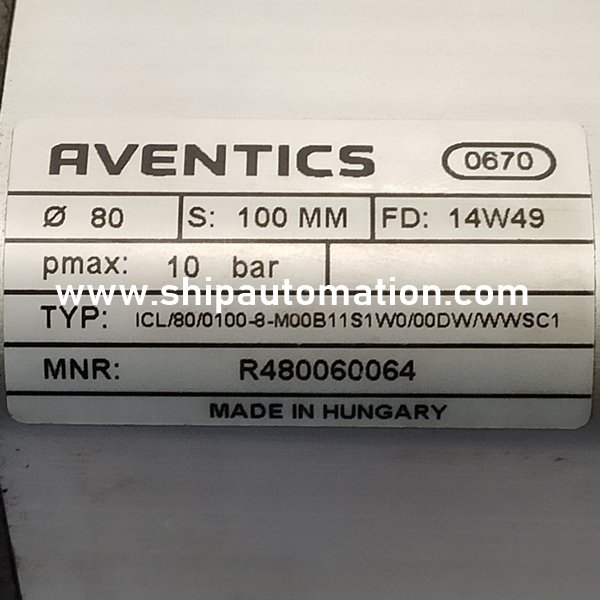 AVENTICS 0670
Ø 80 S: 100 MM FD: 14W49
pmax: 10 bar
www.shipautomation.com
TYP: ICL/80/0100-8-M00B11S1W0/00DW/WWSC1
MNR: R480060064
MADE IN HUNGARY